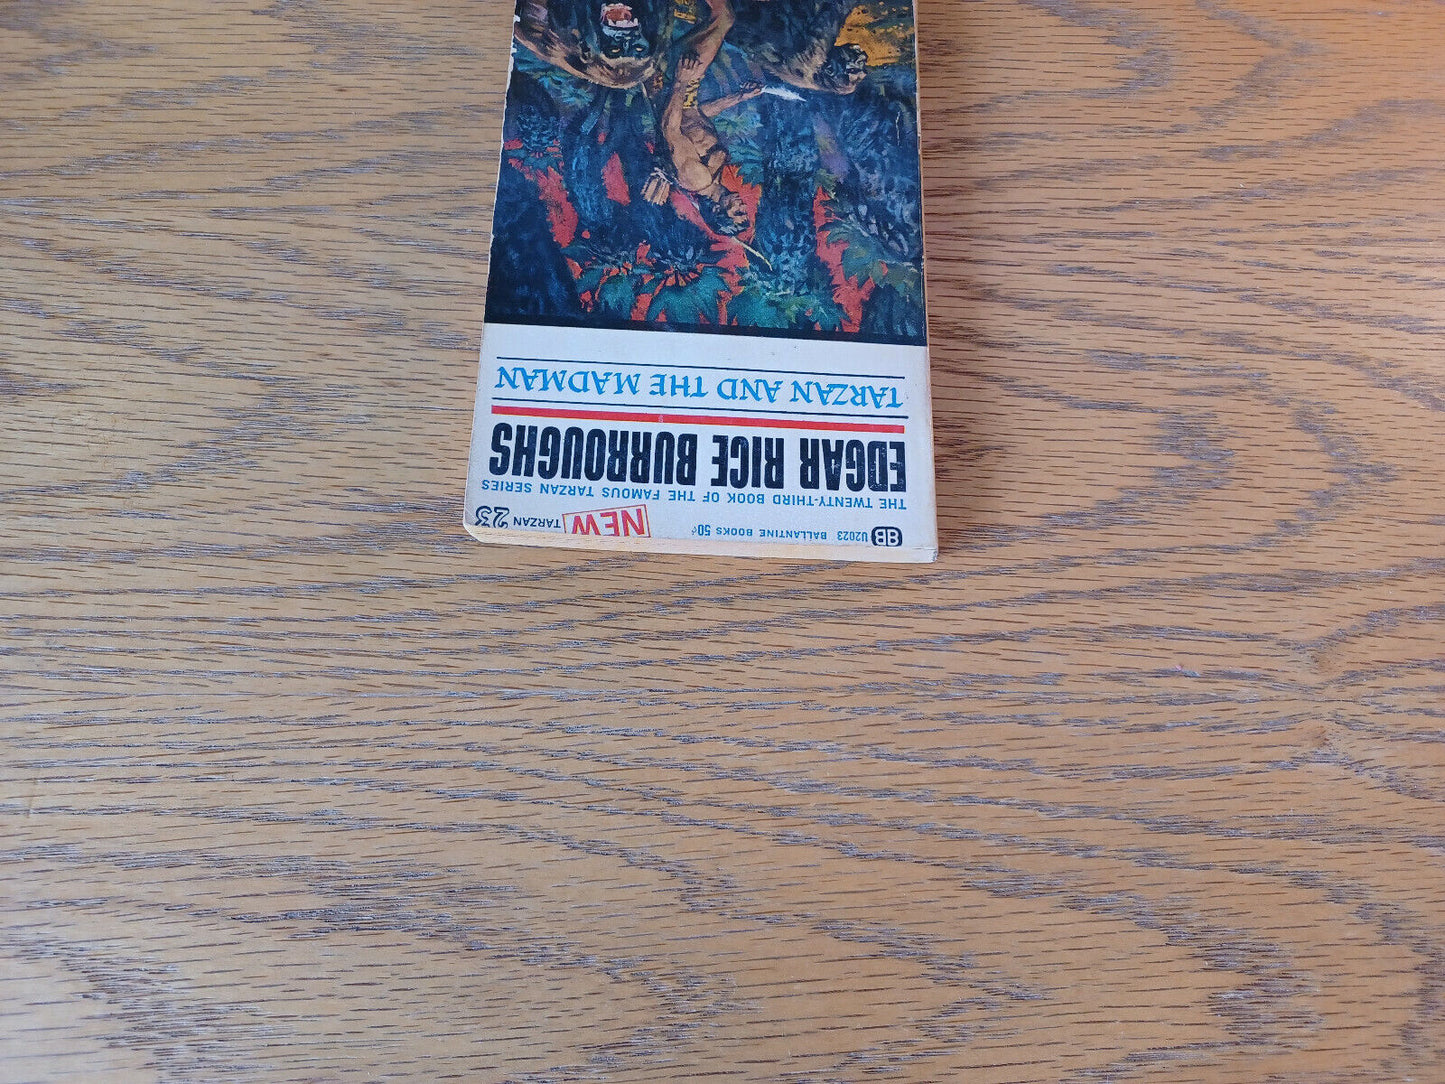 BB U2023 BALLANTINE BOOKS 50¢ NEW TARZAN 23
THE TWENTY-THIRD BOOK OF THE FAMOUS TARZAN SERIES
EDGAR RICE BURROUGHS
TARZAN AND THE MADMAN